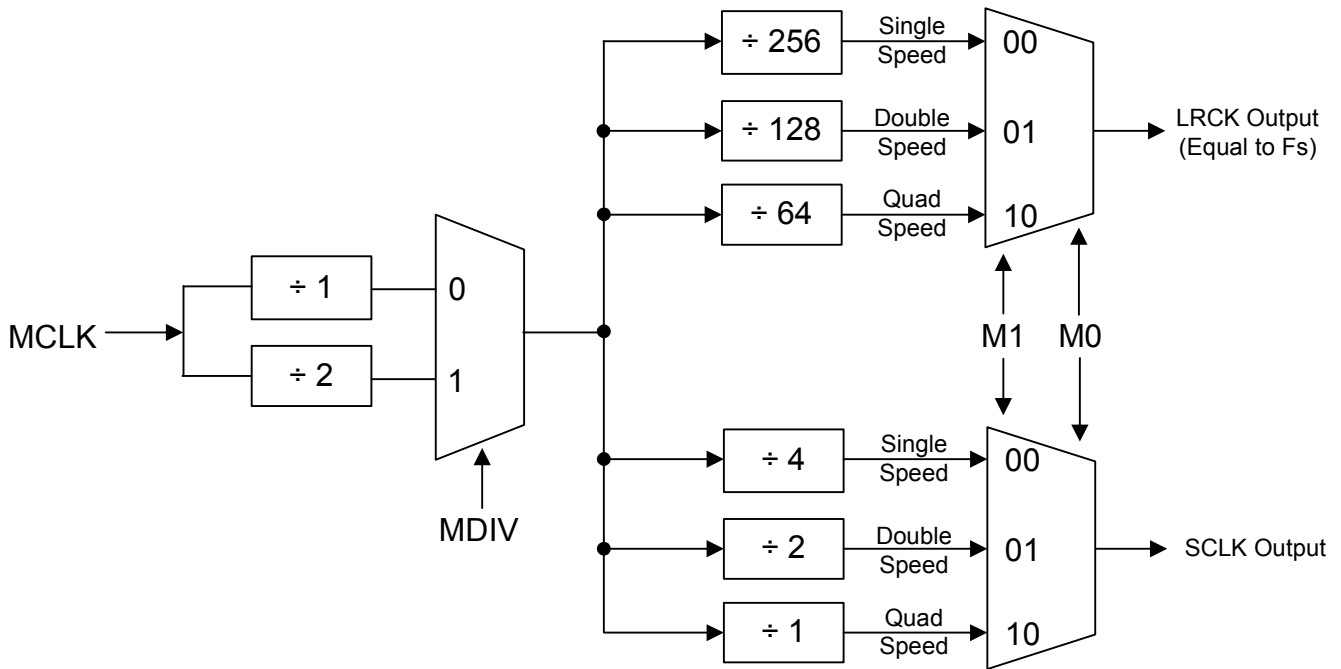 ÷ 256
Single
Speed
00
÷ 128
Double
Speed
01
LRCK Output
(Equal to Fs)
÷ 64
Quad
Speed
10
MCLK
÷ 1
0
÷ 2
1
MDIV
M1
M0
÷ 4
Single
Speed
00
÷ 2
Double
Speed
01
SCLK Output
÷ 1
Quad
Speed
10